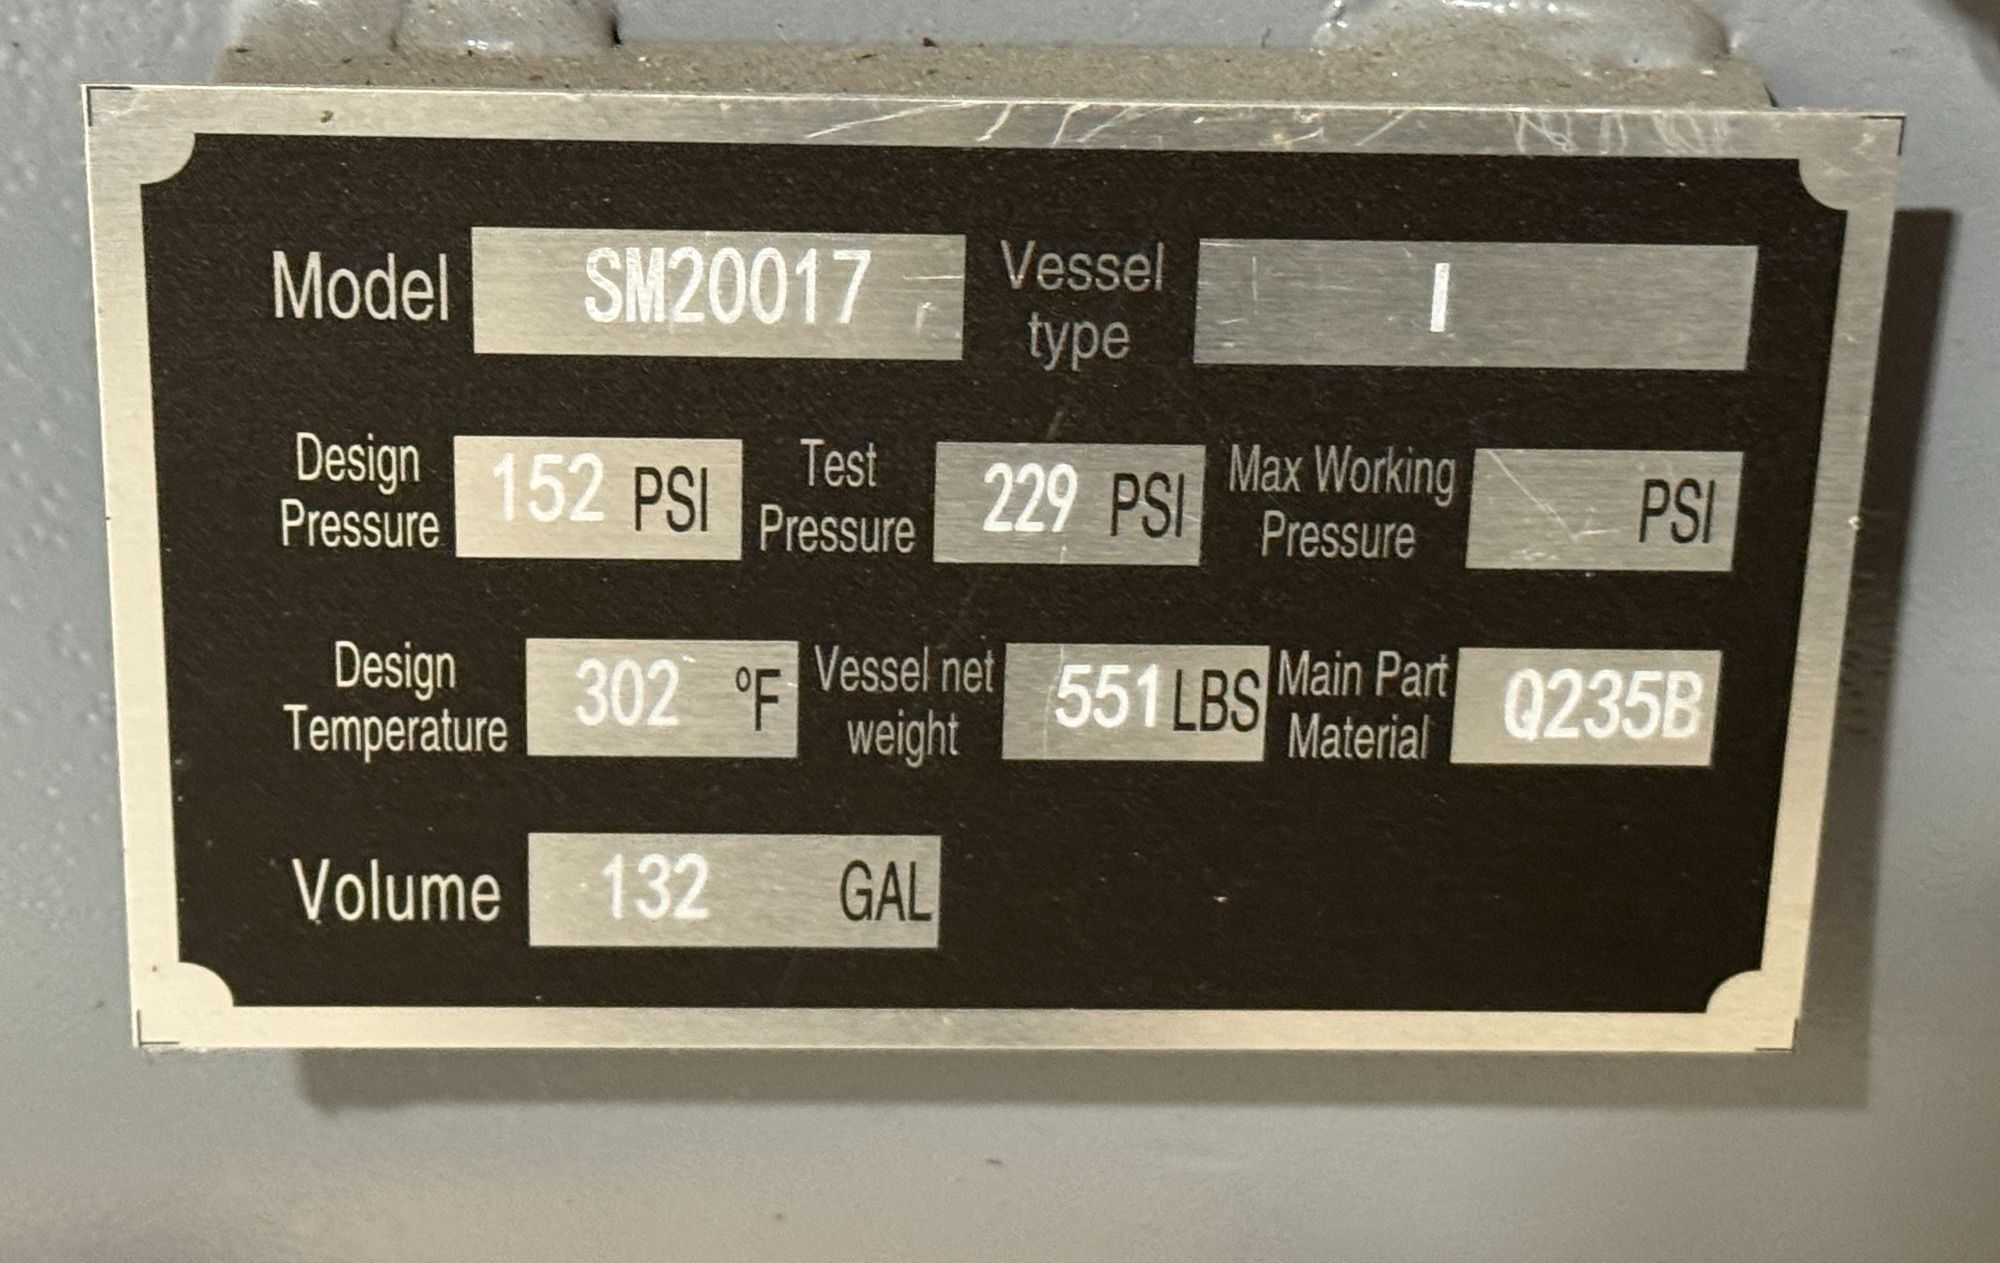 Model SM20017 Vessel type I
Design Pressure 152 PSI Test Pressure 229 PSI Max Working Pressure PSI
Design Temperature 302 °F Vessel net weight 551 LBS Main Part Material Q235B
Volume 132 GAL